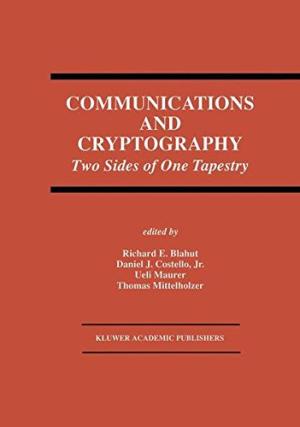 COMMUNICATIONS
AND
CRYPTOGRAPHY
Two Sides of One Tapestry
edited by
Richard E. Blahut
Daniel J. Costello, Jr.
Ueli Maurer
Thomas Mittelholzer
KLUWER ACADEMIC PUBLISHERS